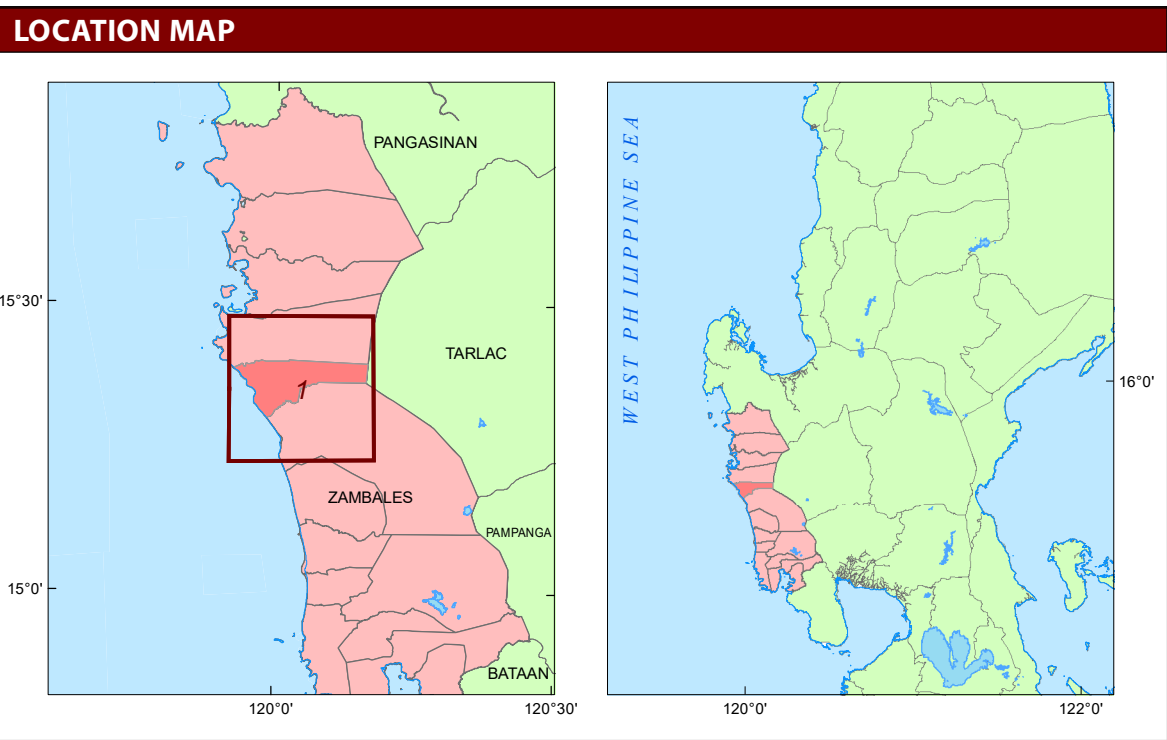 LOCATION MAP
PANGASINAN
15°30'
TARLAC
1
ZAMBALES
PAMPANGA
15°0'
BATAAN
120°0'
120°30'
WEST PHILIPPINE SEA
16°0'
120°0'
122°0'